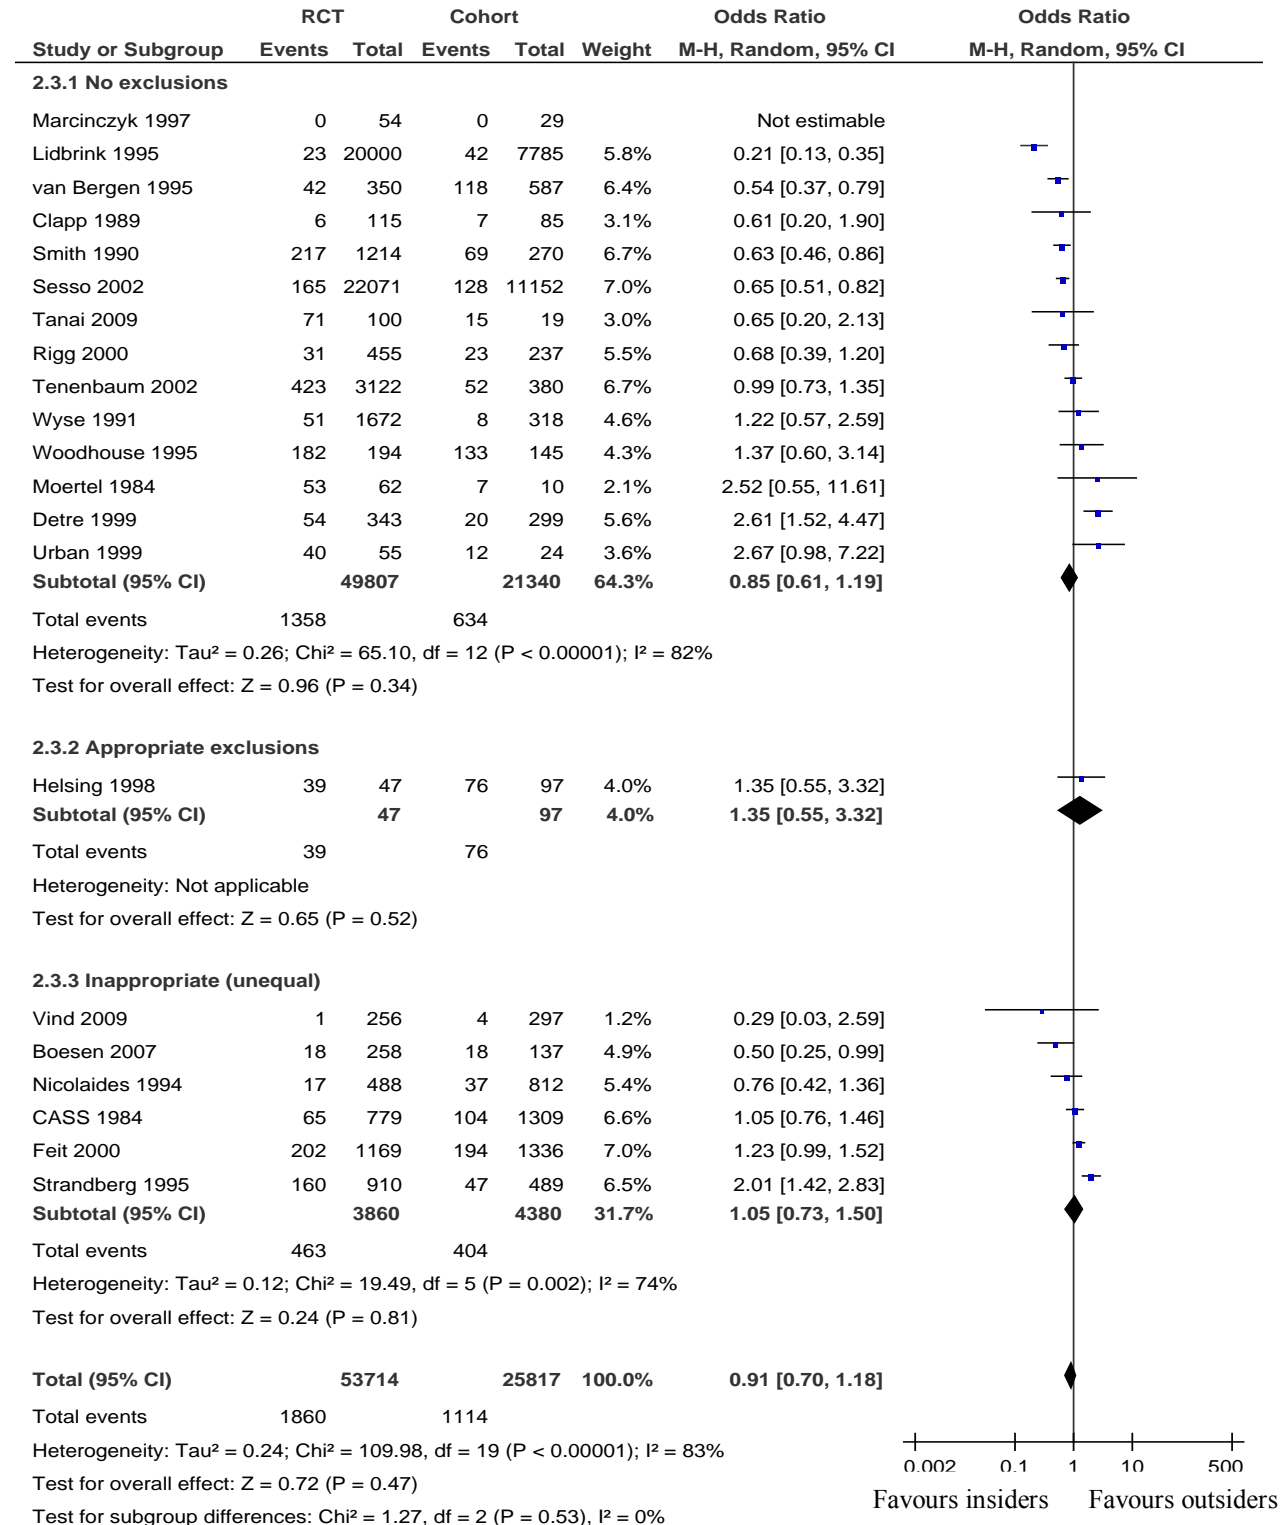 RCT Cohort Odds Ratio Odds Ratio
Study or Subgroup Events Total Events Total Weight M-H, Random, 95% CI M-H, Random, 95% CI
2.3.1 No exclusions
Marcinczyk 1997 0 54 0 29 Not estimable
Lidbrink 1995 23 20000 42 7785 5.8% 0.21 [0.13, 0.35]
van Bergen 1995 42 350 118 587 6.4% 0.54 [0.37, 0.79]
Clapp 1989 6 115 7 85 3.1% 0.61 [0.20, 1.90]
Smith 1990 217 1214 69 270 6.7% 0.63 [0.46, 0.86]
Sesso 2002 165 22071 128 11152 7.0% 0.65 [0.51, 0.82]
Tanai 2009 71 100 15 19 3.0% 0.65 [0.20, 2.13]
Rigg 2000 31 455 23 237 5.5% 0.68 [0.39, 1.20]
Tenenbaum 2002 423 3122 52 380 6.7% 0.99 [0.73, 1.35]
Wyse 1991 51 1672 8 318 4.6% 1.22 [0.57, 2.59]
Woodhouse 1995 182 194 133 145 4.3% 1.37 [0.60, 3.14]
Moertel 1984 53 62 7 10 2.1% 2.52 [0.55, 11.61]
Detre 1999 54 343 20 299 5.6% 2.61 [1.52, 4.47]
Urban 1999 40 55 12 24 3.6% 2.67 [0.98, 7.22]
Subtotal (95% CI) 49807 21340 64.3% 0.85 [0.61, 1.19]
Total events 1358 634
Heterogeneity: Tau² = 0.26; Chi² = 65.10, df = 12 (P < 0.00001); I² = 82%
Test for overall effect: Z = 0.96 (P = 0.34)
2.3.2 Appropriate exclusions
Helsing 1998 39 47 76 97 4.0% 1.35 [0.55, 3.32]
Subtotal (95% CI) 47 97 4.0% 1.35 [0.55, 3.32]
Total events 39 76
Heterogeneity: Not applicable
Test for overall effect: Z = 0.65 (P = 0.52)
2.3.3 Inappropriate (unequal)
Vind 2009 1 256 4 297 1.2% 0.29 [0.03, 2.59]
Boesen 2007 18 258 18 137 4.9% 0.50 [0.25, 0.99]
Nicolaides 1994 17 488 37 812 5.4% 0.76 [0.42, 1.36]
CASS 1984 65 779 104 1309 6.6% 1.05 [0.76, 1.46]
Feit 2000 202 1169 194 1336 7.0% 1.23 [0.99, 1.52]
Strandberg 1995 160 910 47 489 6.5% 2.01 [1.42, 2.83]
Subtotal (95% CI) 3860 4380 31.7% 1.05 [0.73, 1.50]
Total events 463 404
Heterogeneity: Tau² = 0.12; Chi² = 19.49, df = 5 (P = 0.002); I² = 74%
Test for overall effect: Z = 0.24 (P = 0.81)
Total (95% CI) 53714 25817 100.0% 0.91 [0.70, 1.18]
Total events 1860 1114
Heterogeneity: Tau² = 0.24; Chi² = 109.98, df = 19 (P < 0.00001); I² = 83%
Test for overall effect: Z = 0.72 (P = 0.47)
Test for subgroup differences: Chi² = 1.27, df = 2 (P = 0.53), I² = 0%
0.002 0.1 1 10 500
Favours insiders Favours outsiders